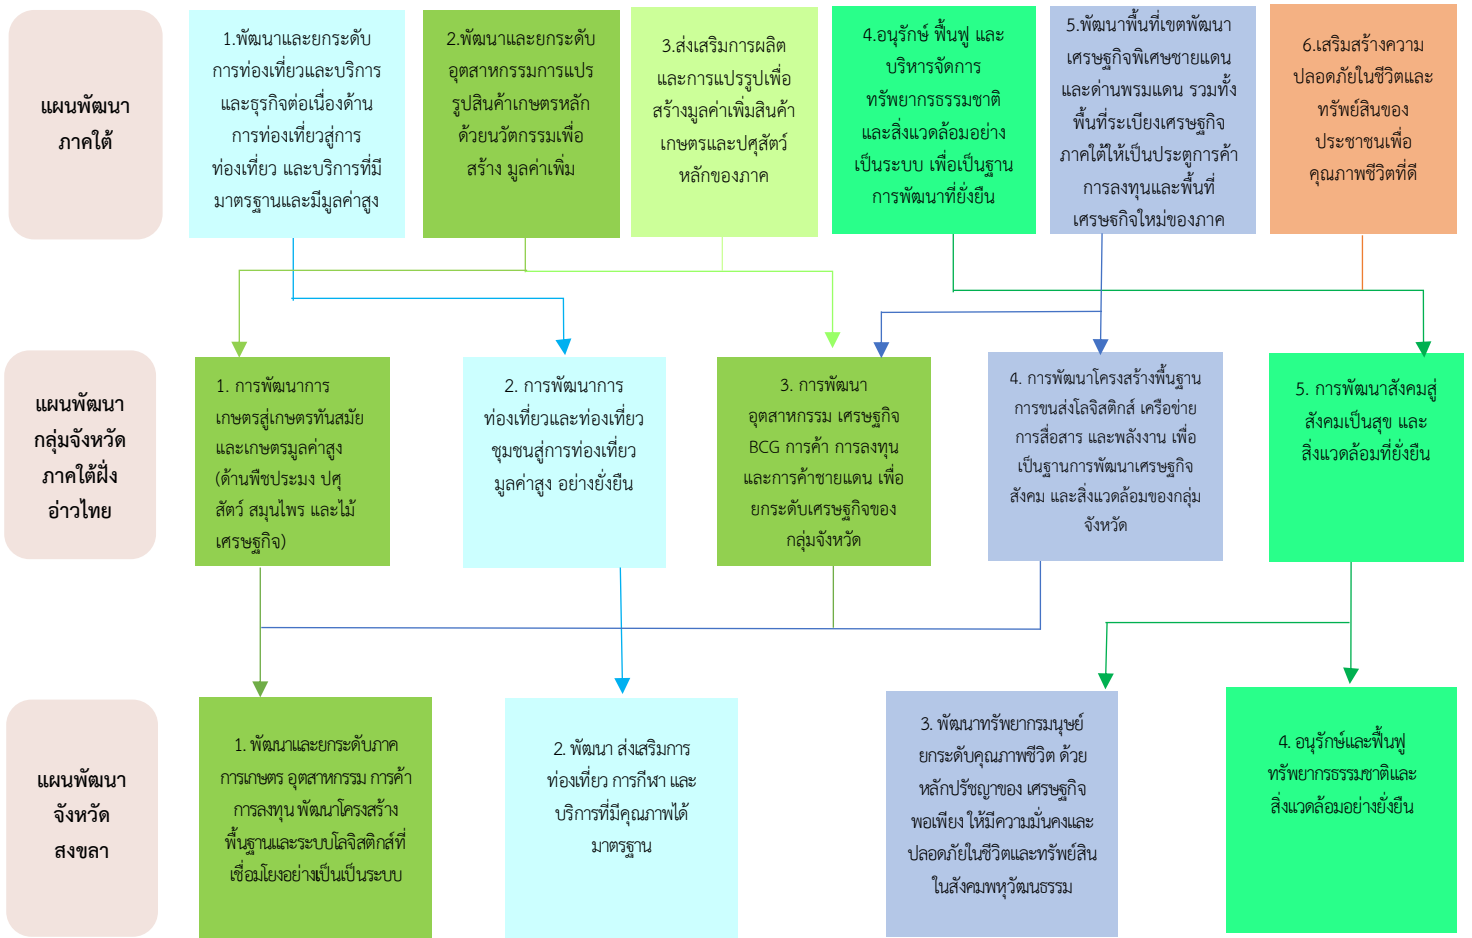 แผนพัฒนา
ภาคใต้
1.พัฒนาและยกระดับ
การท่องเที่ยวและบริการ
และธุรกิจต่อเนื่องด้าน
การท่องเที่ยวสู่การ
ท่องเที่ยว และบริการที่มี
มาตรฐานและมีมูลค่าสูง
2.พัฒนาและยกระดับ
อุตสาหกรรมการแปร
รูปสินค้าเกษตรหลัก
ด้วยนวัตกรรมเพื่อ
สร้าง มูลค่าเพิ่ม
3.ส่งเสริมการผลิต
และการแปรรูปเพื่อ
สร้างมูลค่าเพิ่มสินค้า
เกษตรและปศุสัตว์
หลักของภาค
4.อนุรักษ์ ฟื้นฟู และ
บริหารจัดการ
ทรัพยากรธรรมชาติ
และสิ่งแวดล้อมอย่าง
เป็นระบบ เพื่อเป็นฐาน
การพัฒนาที่ยั่งยืน
5.พัฒนาพื้นที่เขตพัฒนา
เศรษฐกิจพิเศษชายแดน
และด่านพรมแดน รวมทั้ง
พื้นที่ระเบียงเศรษฐกิจ
ภาคใต้ให้เป็นประตูการค้า
การลงทุนและพื้นที่
เศรษฐกิจใหม่ของภาค
6.เสริมสร้างความ
ปลอดภัยในชีวิตและ
ทรัพย์สินของ
ประชาชนเพื่อ
คุณภาพชีวิตที่ดี
แผนพัฒนา
กลุ่มจังหวัด
ภาคใต้ฝั่ง
อ่าวไทย
1. การพัฒนาการ
เกษตรสู่เกษตรทันสมัย
และเกษตรมูลค่าสูง
(ด้านพืชประมง ปศุ
สัตว์ สมุนไพร และไม้
เศรษฐกิจ)
2. การพัฒนาการ
ท่องเที่ยวและท่องเที่ยว
ชุมชนสู่การท่องเที่ยว
มูลค่าสูง อย่างยั่งยืน
3. การพัฒนา
อุตสาหกรรม เศรษฐกิจ
BCG การค้า การลงทุน
และการค้าชายแดน เพื่อ
ยกระดับเศรษฐกิจของ
กลุ่มจังหวัด
4. การพัฒนาโครงสร้างพื้นฐาน
การขนส่งโลจิสติกส์ เครือข่าย
การสื่อสาร และพลังงาน เพื่อ
เป็นฐานการพัฒนาเศรษฐกิจ
สังคม และสิ่งแวดล้อมของกลุ่ม
จังหวัด
5. การพัฒนาสังคมสู่
สังคมเป็นสุข และ
สิ่งแวดล้อมที่ยั่งยืน
แผนพัฒนา
จังหวัด
สงขลา
1. พัฒนาและยกระดับภาค
การเกษตร อุตสาหกรรม การค้า
การลงทุน พัฒนาโครงสร้าง
พื้นฐานและระบบโลจิสติกส์ที่
เชื่อมโยงอย่างเป็นเป็นระบบ
2. พัฒนา ส่งเสริมการ
ท่องเที่ยว การกีฬา และ
บริการที่มีคุณภาพได้
มาตรฐาน
3. พัฒนาทรัพยากรมนุษย์
ยกระดับคุณภาพชีวิต ด้วย
หลักปรัชญาของ เศรษฐกิจ
พอเพียง ให้มีความมั่นคงและ
ปลอดภัยในชีวิตและทรัพย์สิน
ในสังคมพหุวัฒนธรรม
4. อนุรักษ์และฟื้นฟู
ทรัพยากรธรรมชาติและ
สิ่งแวดล้อมอย่างยั่งยืน